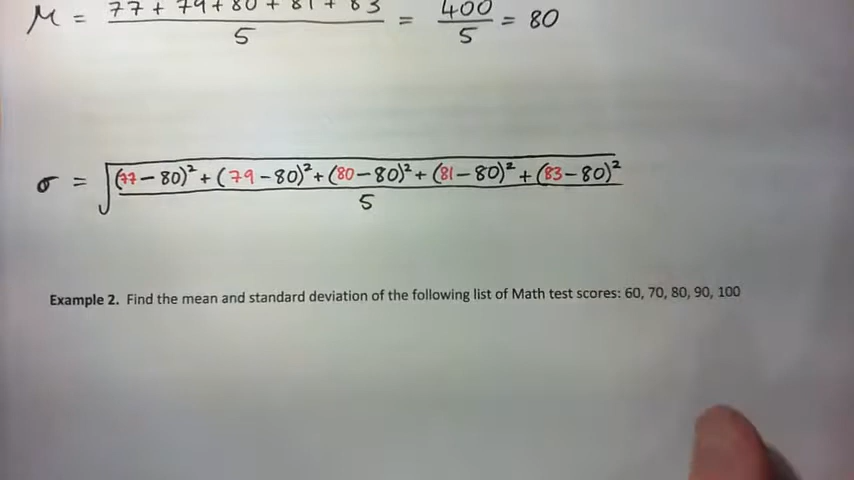 μ = 77 + 79 + 80 + 81 + 83 / 5 = 400 / 5 = 80
σ = √((77 - 80)² + (79 - 80)² + (80 - 80)² + (81 - 80)² + (83 - 80)² / 5)
Example 2. Find the mean and standard deviation of the following list of Math test scores: 60, 70, 80, 90, 100